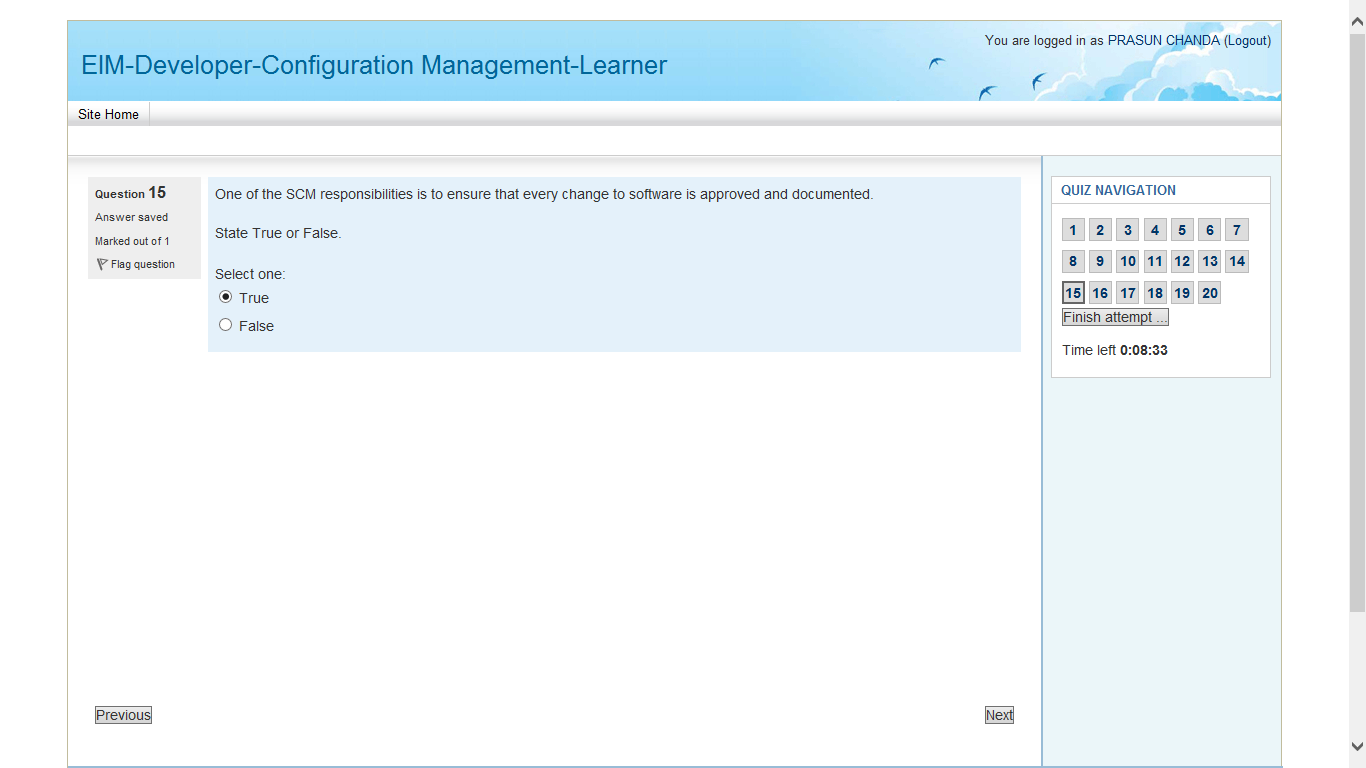 You are logged in as PRASUN CHANDA (Logout)
EIM-Developer-Configuration Management-Learner
Site Home
Question 15
Answer saved
Marked out of 1
Flag question
One of the SCM responsibilities is to ensure that every change to software is approved and documented.
State True or False.
Select one:
True
False
QUIZ NAVIGATION
1 2 3 4 5 6 7
8 9 10 11 12 13 14
15 16 17 18 19 20
Finish attempt ...
Time left 0:08:33
Previous
Next